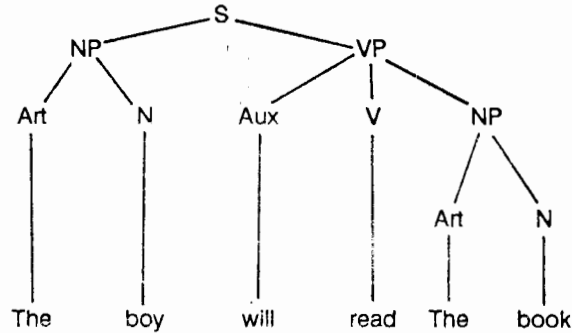 S
NP VP
Art N Aux V NP
Art N
The boy will read The book